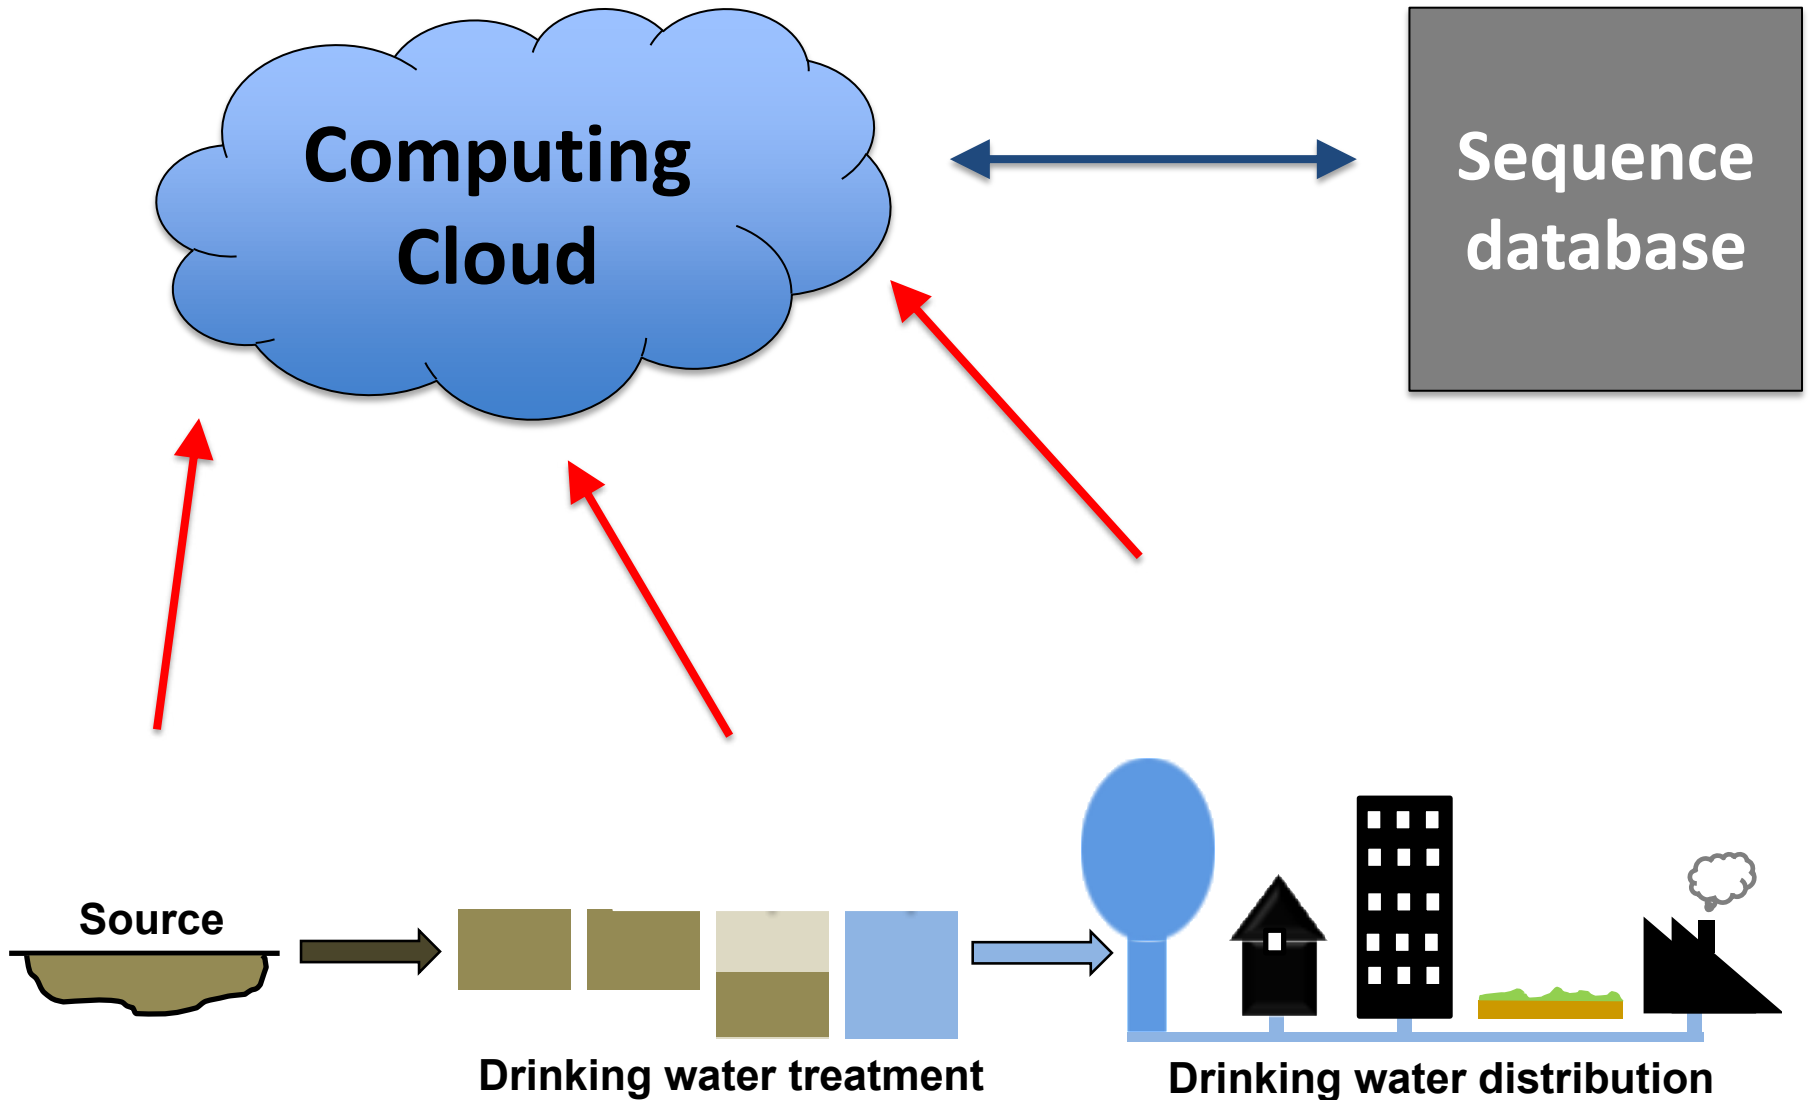 Computing
Cloud
Sequence
database
Source
Drinking water treatment
Drinking water distribution